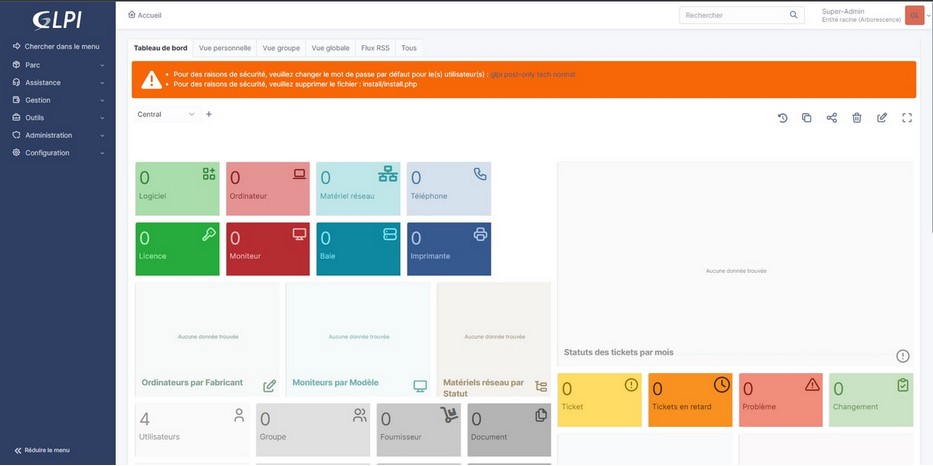 GLPI
Accueil
Rechercher
Super-Admin
Entité racine (Arborescence)
GL
Chercher dans le menu
Parc
Assistance
Gestion
Outils
Administration
Configuration
Réduire le menu
Tableau de bord Vue personnelle Vue groupe Vue globale Flux RSS Tous
Pour des raisons de sécurité, veuillez changer le mot de passe par défaut pour le(s) utilisateur(s) : glpi post-only tech normal
Pour des raisons de sécurité, veuillez supprimer le fichier : install/install.php
Central
0 0 0 0
Logiciel Ordinateur Matériel réseau Téléphone
0 0 0 0
Licence Moniteur Baie Imprimante
Aucune donnée trouvée
Statuts des tickets par mois
Aucune donnée trouvée Aucune donnée trouvée Aucune donnée trouvée
Ordinateurs par Fabricant Moniteurs par Modèle Matériels réseau par
Statut
0 0 0 0
Ticket Tickets en retard Problème Changement
4 0 0 0
Utilisateurs Groupe Fournisseur Document